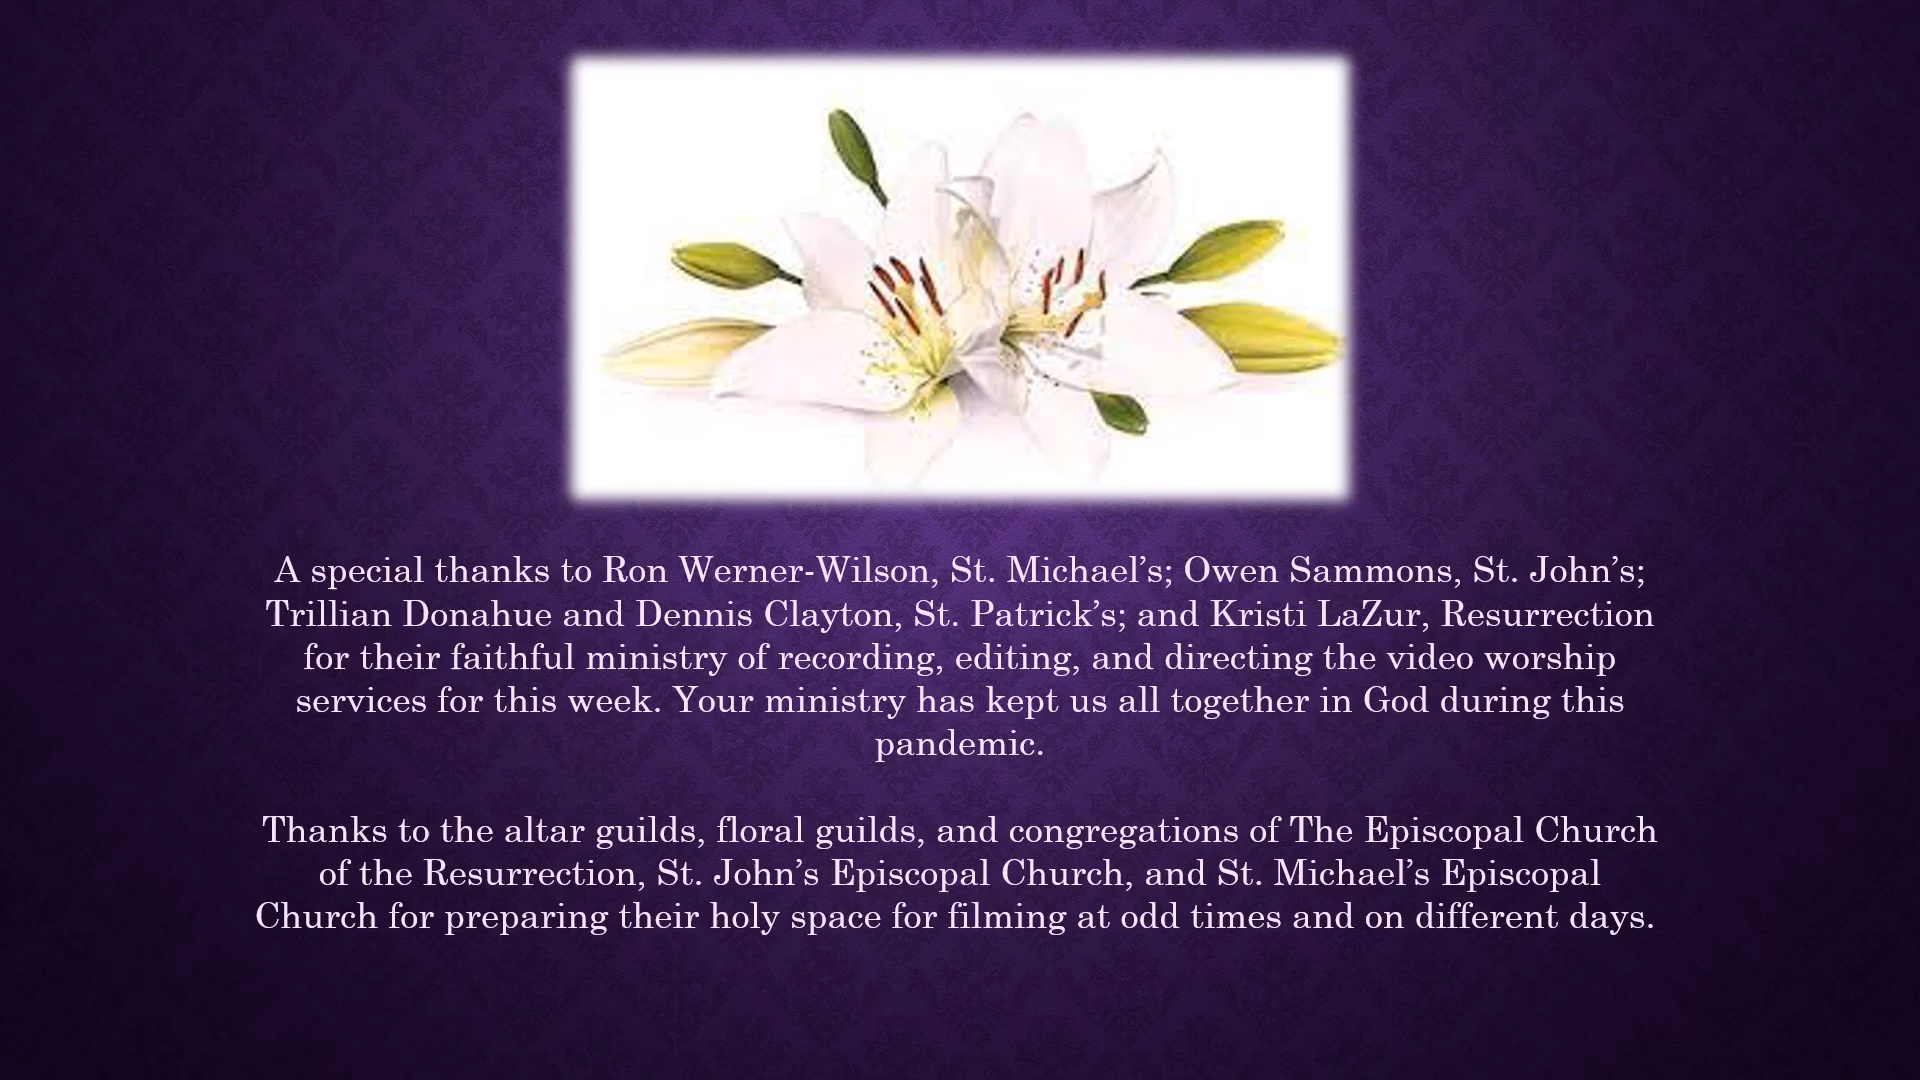 A special thanks to Ron Werner-Wilson, St. Michael’s; Owen Sammons, St. John’s;
Trillian Donahue and Dennis Clayton, St. Patrick’s; and Kristi LaZur, Resurrection
for their faithful ministry of recording, editing, and directing the video worship
services for this week. Your ministry has kept us all together in God during this
pandemic.
Thanks to the altar guilds, floral guilds, and congregations of The Episcopal Church
of the Resurrection, St. John’s Episcopal Church, and St. Michael’s Episcopal
Church for preparing their holy space for filming at odd times and on different days.